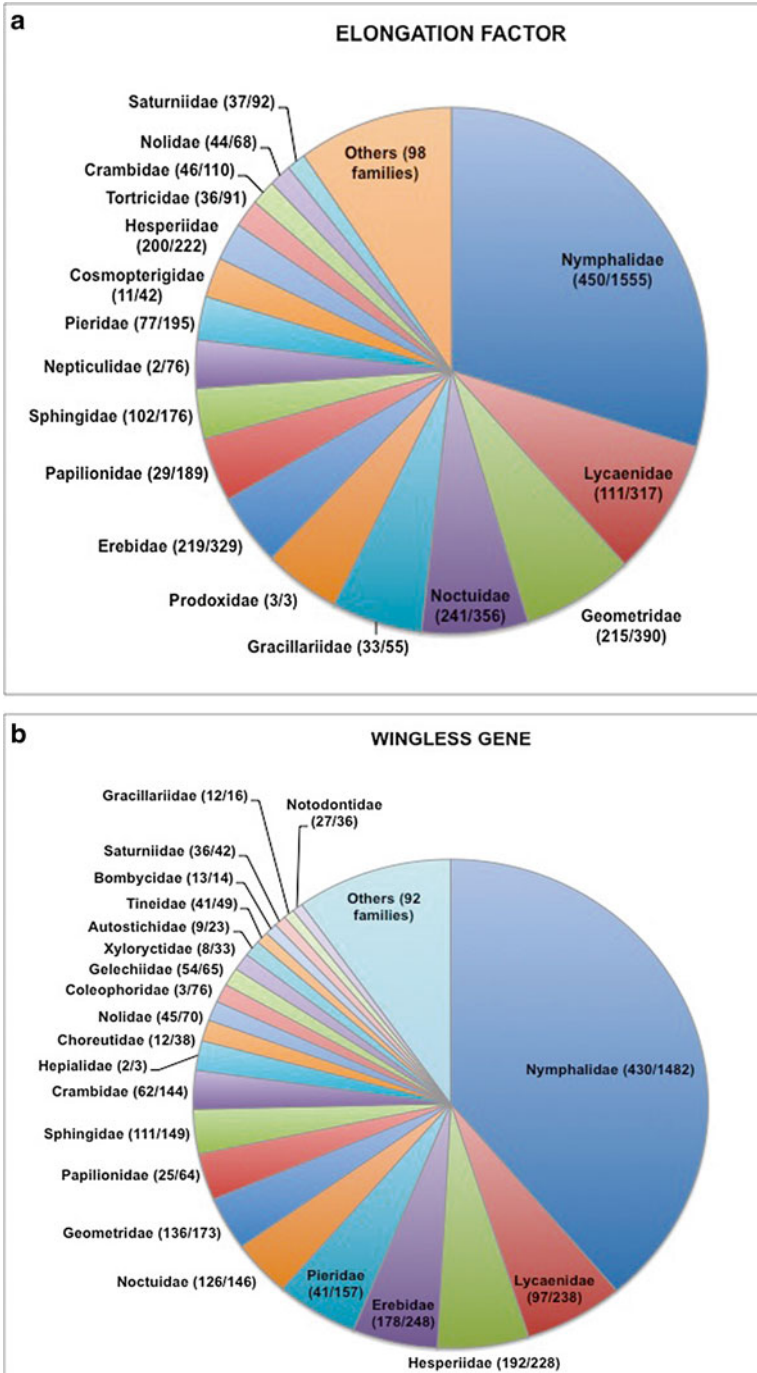 a
ELONGATION FACTOR
Saturniidae (37/92)
Nolidae (44/68)
Crambidae (46/110)
Tortricidae (36/91)
Hesperiidae
(200/222)
Cosmopterigidae
(11/42)
Pieridae (77/195)
Nepticulidae (2/76)
Sphingidae (102/176)
Papilionidae (29/189)
Erebidae (219/329)
Prodoxidae (3/3)
Gracillariidae (33/55)
Others (98
families)
Nymphalidae
(450/1555)
Lycaenidae
(111/317)
Geometridae
(215/390)
Noctuidae
(241/356)
b
WINGLESS GENE
Gracillariidae (12/16)
Notodontidae
(27/36)
Saturniidae (36/42)
Bombycidae (13/14)
Tineidae (41/49)
Autostichidae (9/23)
Xyloryctidae (8/33)
Gelechiidae (54/65)
Coleophoridae (3/76)
Nolidae (45/70)
Choreutidae (12/38)
Hepialidae (2/3)
Crambidae (62/144)
Sphingidae (111/149)
Papilionidae (25/64)
Geometridae (136/173)
Noctuidae (126/146)
Others (92
families)
Nymphalidae (430/1482)
Pieridae
(41/157)
Erebidae
(178/248)
Lycaenidae
(97/238)
Hesperiidae (192/228)